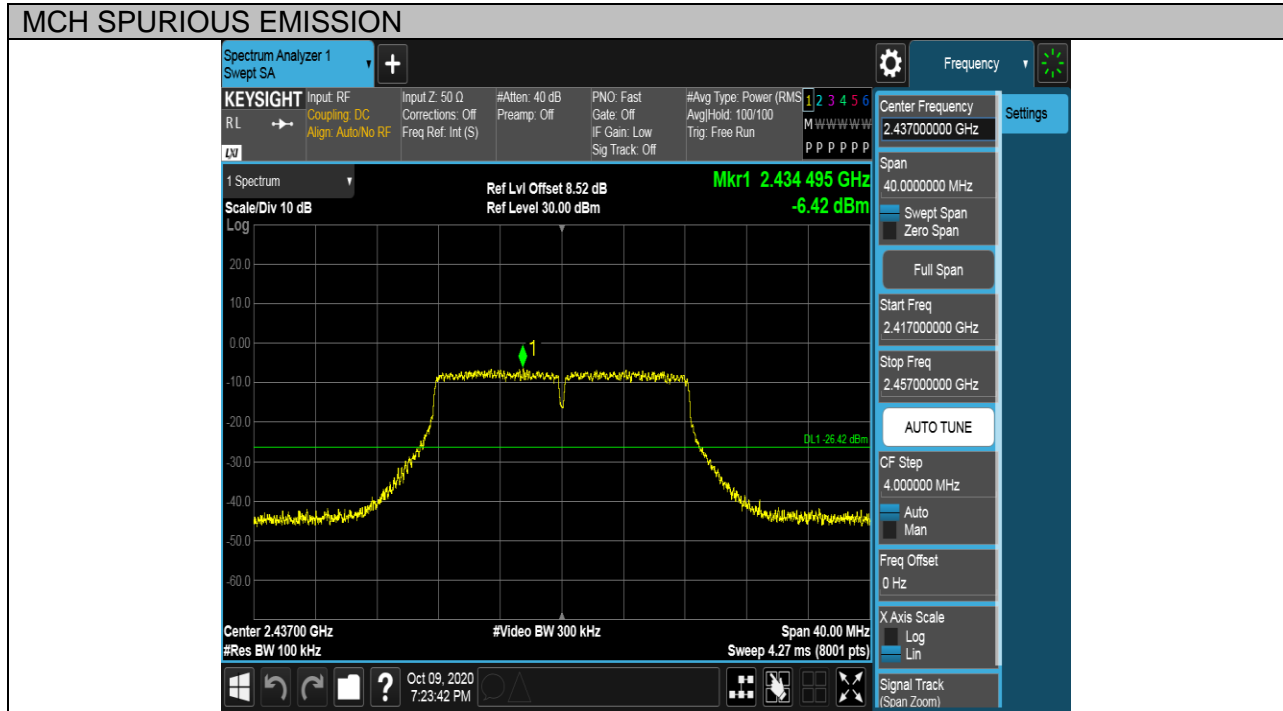 MCH SPURIOUS EMISSION
Spectrum Analyzer 1
Swept SA
+
Frequency
KEYSIGHT
RL
LXI
Input: RF
Coupling: DC
Align: Auto/No RF
Input Z: 50 Ω
Corrections: Off
Freq Ref: Int (S)
#Atten: 40 dB
Preamp: Off
PNO: Fast
Gate: Off
IF Gain: Low
Sig Track: Off
#Avg Type: Power (RMS
Avg|Hold: 100/100
Trig: Free Run
1 2 3 4 5 6
M W W W W W
P P P P P P
1 Spectrum
Scale/Div 10 dB
Ref Lvl Offset 8.52 dB
Ref Level 30.00 dBm
Mkr1 2.434 495 GHz
-6.42 dBm
Log
20.0
10.0
0.00
-10.0
-20.0
-30.0
-40.0
-50.0
-60.0
1
DL1 -26.42 dBm
Center 2.43700 GHz
#Res BW 100 kHz
#Video BW 300 kHz
Span 40.00 MHz
Sweep 4.27 ms (8001 pts)
?
Oct 09, 2020
7:23:42 PM
Center Frequency
2.437000000 GHz
Settings
Span
40.0000000 MHz
Swept Span
Zero Span
Full Span
Start Freq
2.417000000 GHz
Stop Freq
2.457000000 GHz
AUTO TUNE
CF Step
4.000000 MHz
Auto
Man
Freq Offset
0 Hz
X Axis Scale
Log
Lin
Signal Track
(Span Zoom)